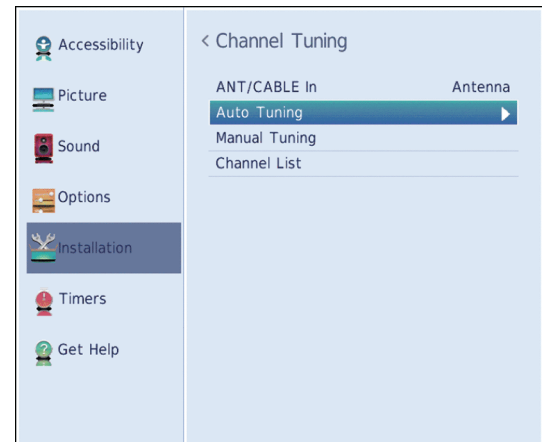 Accessibility
Picture
Sound
Options
Installation
Timers
Get Help
< Channel Tuning
ANT/CABLE In Antenna
Auto Tuning
Manual Tuning
Channel List